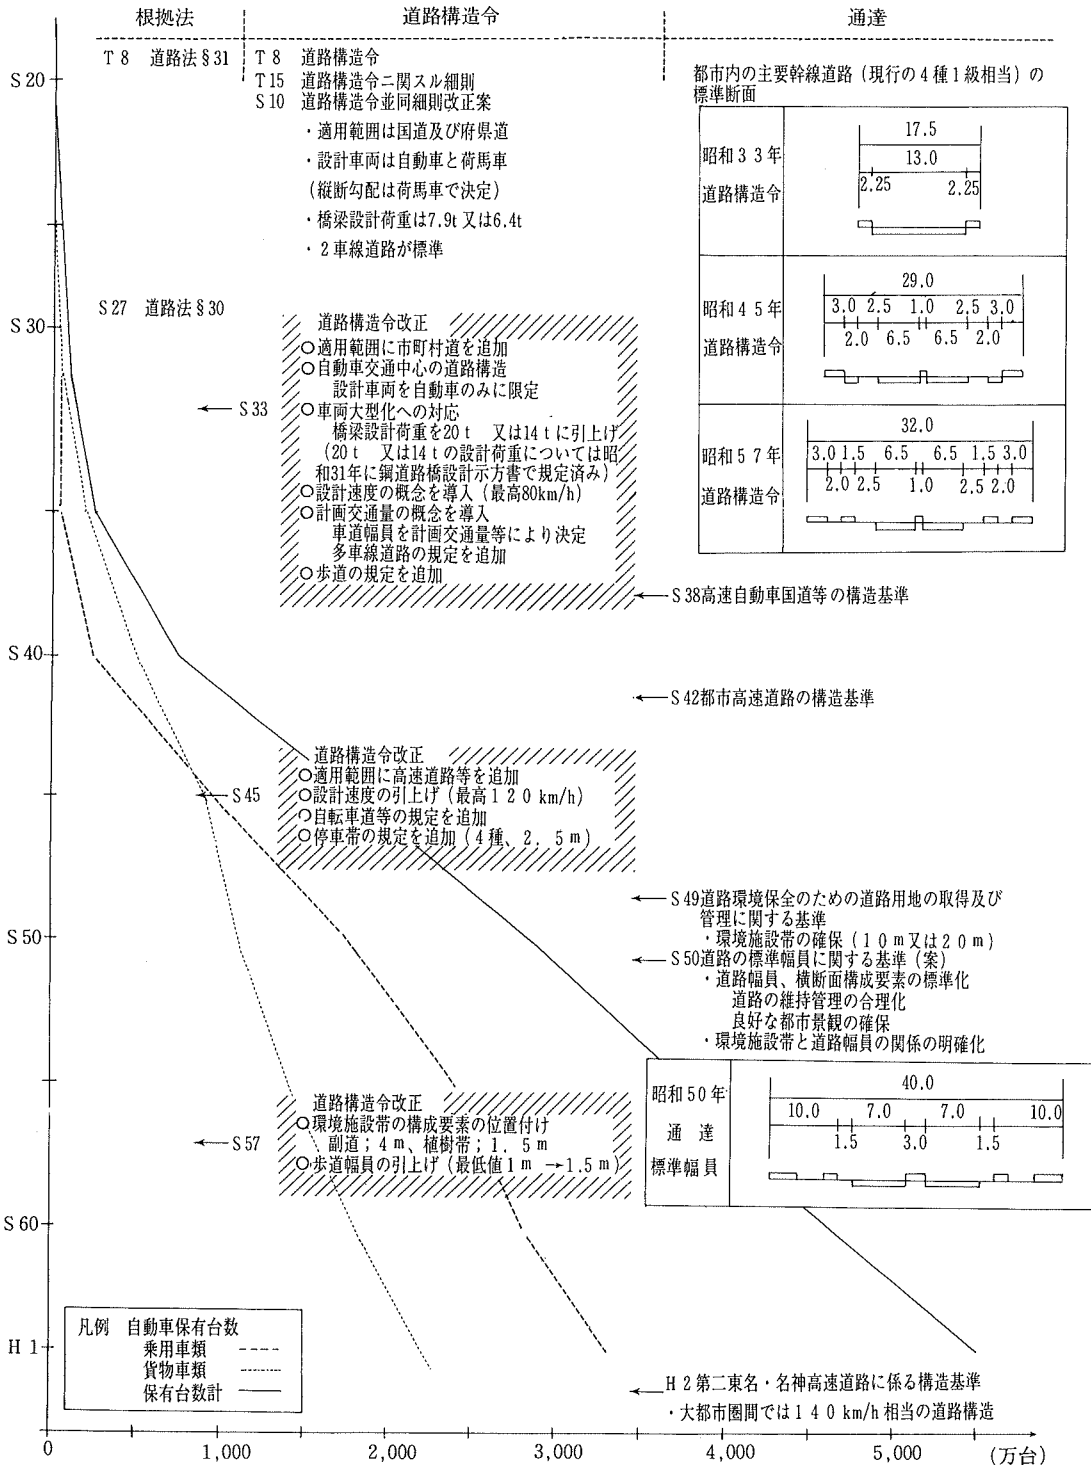 根拠法
道路構造令
通達
T8 道路法§31
T8 道路構造令
T15 道路構造令ニ関スル細則
S10 道路構造令並同細則改正案
・適用範囲は国道及び府県道
・設計車両は自動車と荷馬車
(縦断勾配は荷馬車で決定)
・橋梁設計荷重は7.9t又は6.4t
・2車線道路が標準
S27 道路法§30
都市内の主要幹線道路(現行の4種1級相当)の
標準断面
昭和33年
道路構造令
17.5
13.0
2.25 2.25
昭和45年
道路構造令
29.0
3.0 2.5 1.0 2.5 3.0
2.0 6.5 6.5 2.0
昭和57年
道路構造令
32.0
3.0 1.5 6.5 6.5 1.5 3.0
2.0 2.5 1.0 2.5 2.0
S33
道路構造令改正
○適用範囲に市町村道を追加
○自動車交通中心の道路構造
設計車両を自動車のみに限定
○車両大型化への対応
橋梁設計荷重を20t 又は14tに引上げ
(20t 又は14tの設計荷重については昭
和31年に鋼道路橋設計示方書で規定済み)
○設計速度の概念を導入(最高80km/h)
○計画交通量の概念を導入
車道幅員を計画交通量等により決定
多車線道路の規定を追加
○歩道の規定を追加
←S38高速自動車国道等の構造基準
←S42都市高速道路の構造基準
S45
道路構造令改正
○適用範囲に高速道路等を追加
○設計速度の引上げ(最高120km/h)
○自転車道等の規定を追加
○停車帯の規定を追加(4種、2.5m)
←S49道路環境保全のための道路用地の取得及び
管理に関する基準
・環境施設帯の確保(10m又は20m)
←S50道路の標準幅員に関する基準(案)
・道路幅員、横断面構成要素の標準化
道路の維持管理の合理化
良好な都市景観の確保
・環境施設帯と道路幅員の関係の明確化
昭和50年
通達
標準幅員
40.0
10.0 7.0 7.0 10.0
1.5 3.0 1.5
S57
道路構造令改正
○環境施設帯の構成要素の位置付け
副道;4m、植樹帯;1.5m
○歩道幅員の引上げ(最低値1m→1.5m)
←H2第二東名・名神高速道路に係る構造基準
・大都市圏間では140km/h相当の道路構造
S20
S30
S40
S50
S60
H1
凡例 自動車保有台数
乗用車類
貨物車類
保有台数計
0 1,000 2,000 3,000 4,000 5,000 (万台)